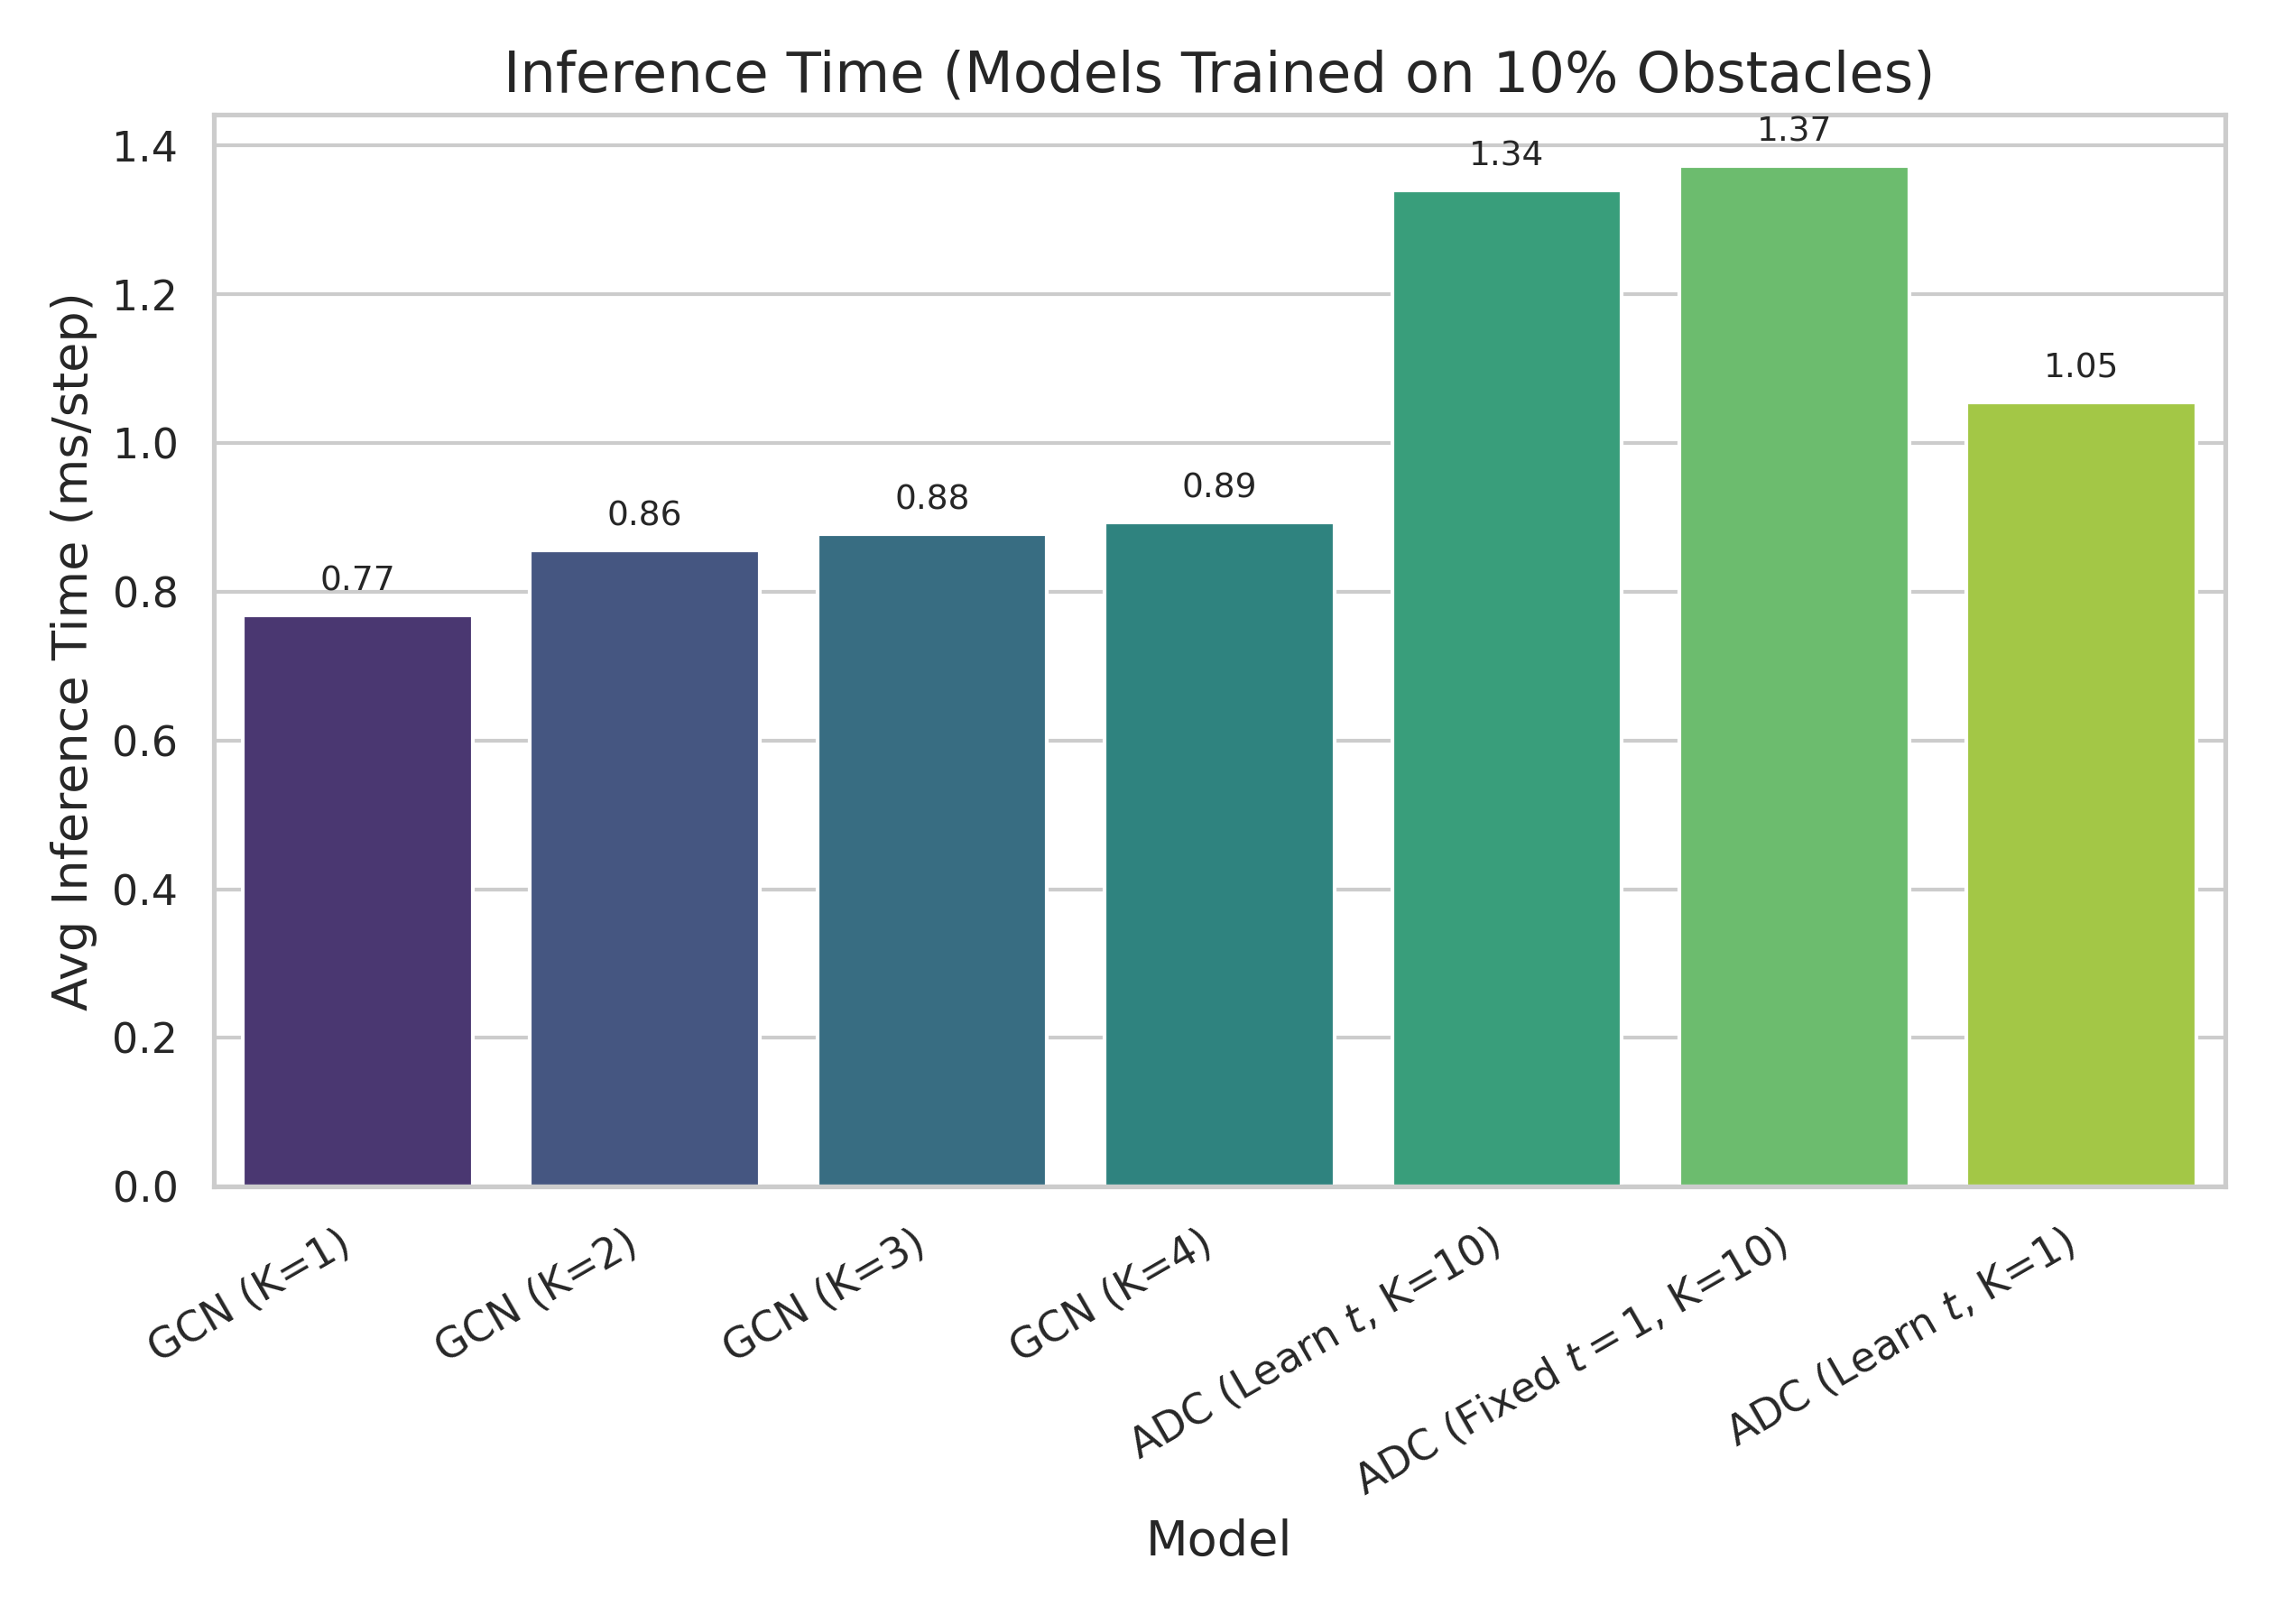 Inference Time (Models Trained on 10% Obstacles)
Avg Inference Time (ms/step)
1.4
1.2
1.0
0.8
0.6
0.4
0.2
0.0
0.77
0.86
0.88
0.89
1.34
1.37
1.05
GCN (K=1)
GCN (K=2)
GCN (K=3)
GCN (K=4)
ADC (Learn t, K=10)
ADC (Fixed t = 1, K=10)
ADC (Learn t, K=1)
Model